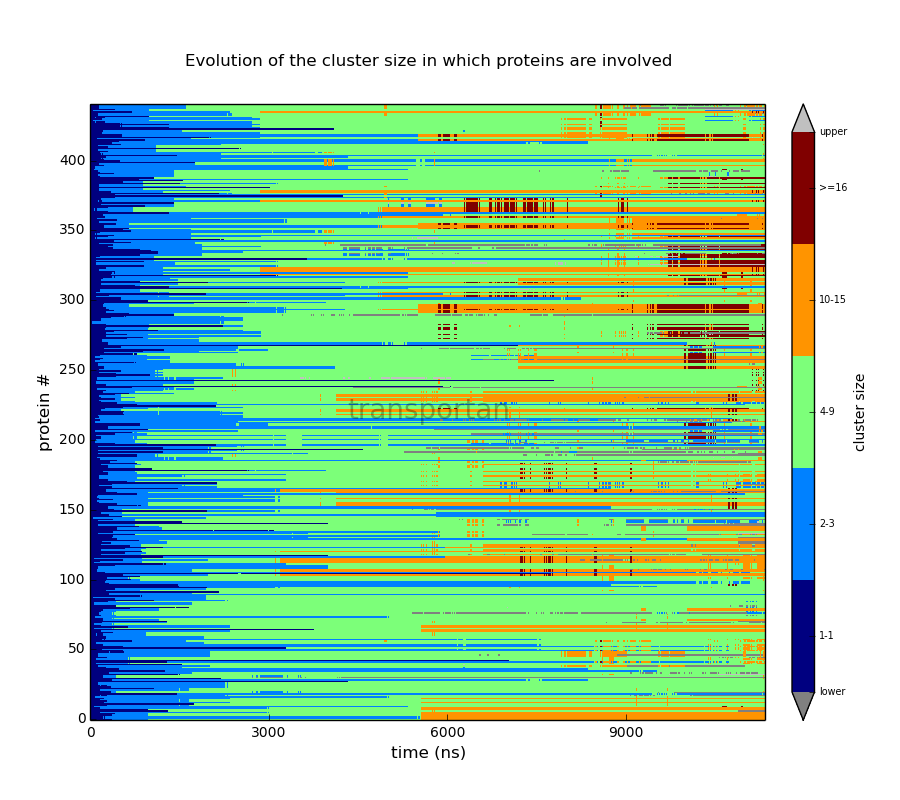 Evolution of the cluster size in which proteins are involved
protein #
400
350
300
250
200
150
100
50
0
transportan
0 3000 6000 9000
time (ns)
upper
>=16
10-15
4-9
2-3
1-1
lower
cluster size